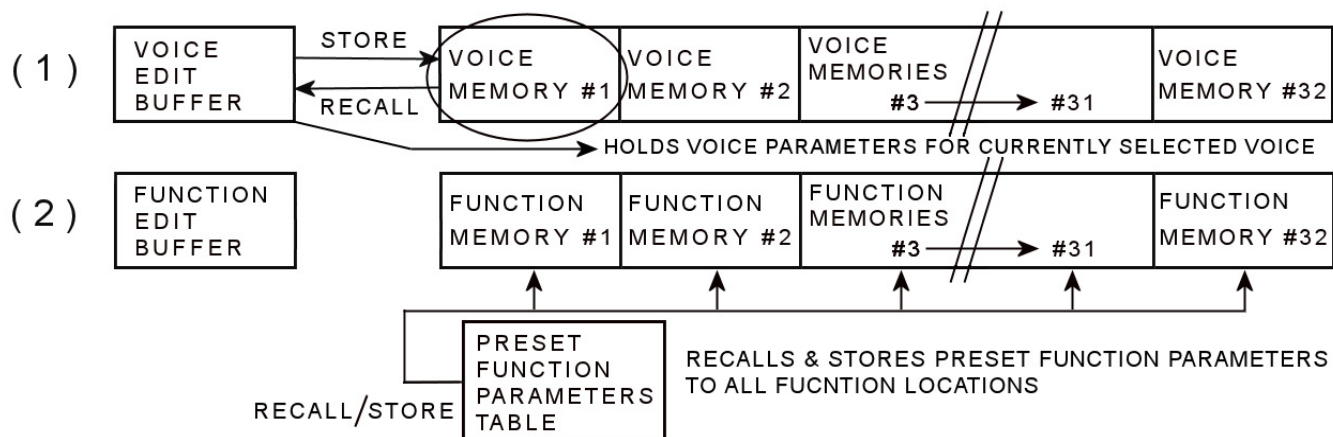 (1)
VOICE
EDIT
BUFFER
STORE
RECALL
VOICE
MEMORY #1
VOICE
MEMORY #2
VOICE
MEMORIES
#3
#31
VOICE
MEMORY #32
HOLDS VOICE PARAMETERS FOR CURRENTLY SELECTED VOICE
(2)
FUNCTION
EDIT
BUFFER
FUNCTION
MEMORY #1
FUNCTION
MEMORY #2
FUNCTION
MEMORIES
#3
#31
FUNCTION
MEMORY #32
RECALL/STORE
PRESET
FUNCTION
PARAMETERS
TABLE
RECALLS & STORES PRESET FUNCTION PARAMETERS
TO ALL FUCNTION LOCATIONS